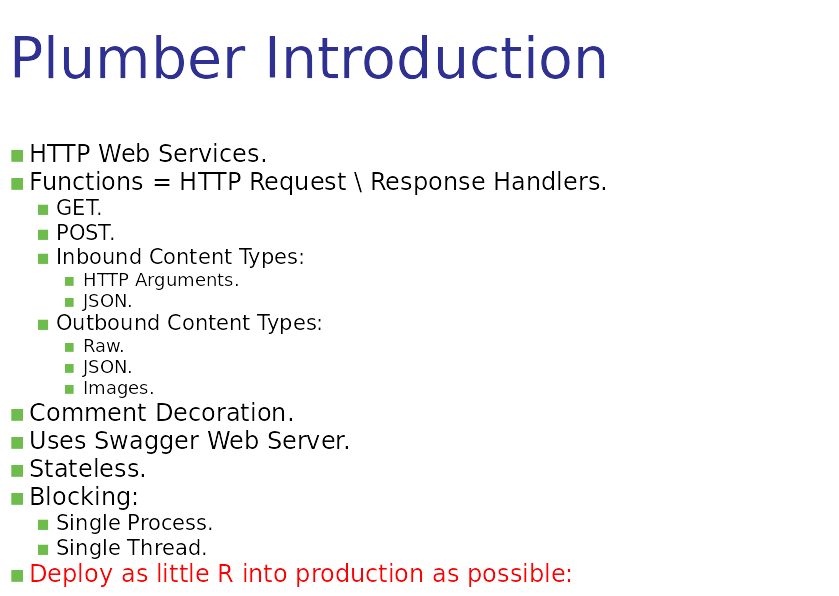 Plumber Introduction
HTTP Web Services.
Functions = HTTP Request \ Response Handlers.
GET.
POST.
Inbound Content Types:
HTTP Arguments.
JSON.
Outbound Content Types:
Raw.
JSON.
Images.
Comment Decoration.
Uses Swagger Web Server.
Stateless.
Blocking:
Single Process.
Single Thread.
Deploy as little R into production as possible: